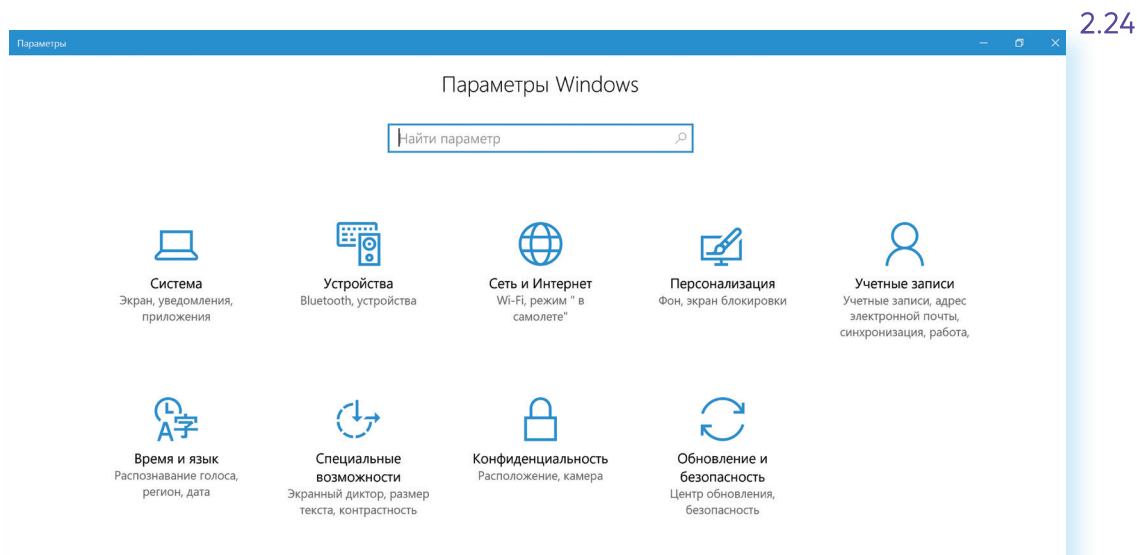 2.24
Параметры
Параметры Windows
Найти параметр
Система
Экран, уведомления,
приложения
Устройства
Bluetooth, устройства
Сеть и Интернет
Wi-Fi, режим " в
самолете"
Персонализация
Фон, экран блокировки
Учетные записи
Учетные записи, адрес
электронной почты,
синхронизация, работа,
Время и язык
Распознавание голоса,
регион, дата
Специальные
возможности
Экранный диктор, размер
текста, контрастность
Конфиденциальность
Расположение, камера
Обновление и
безопасность
Центр обновления,
безопасность